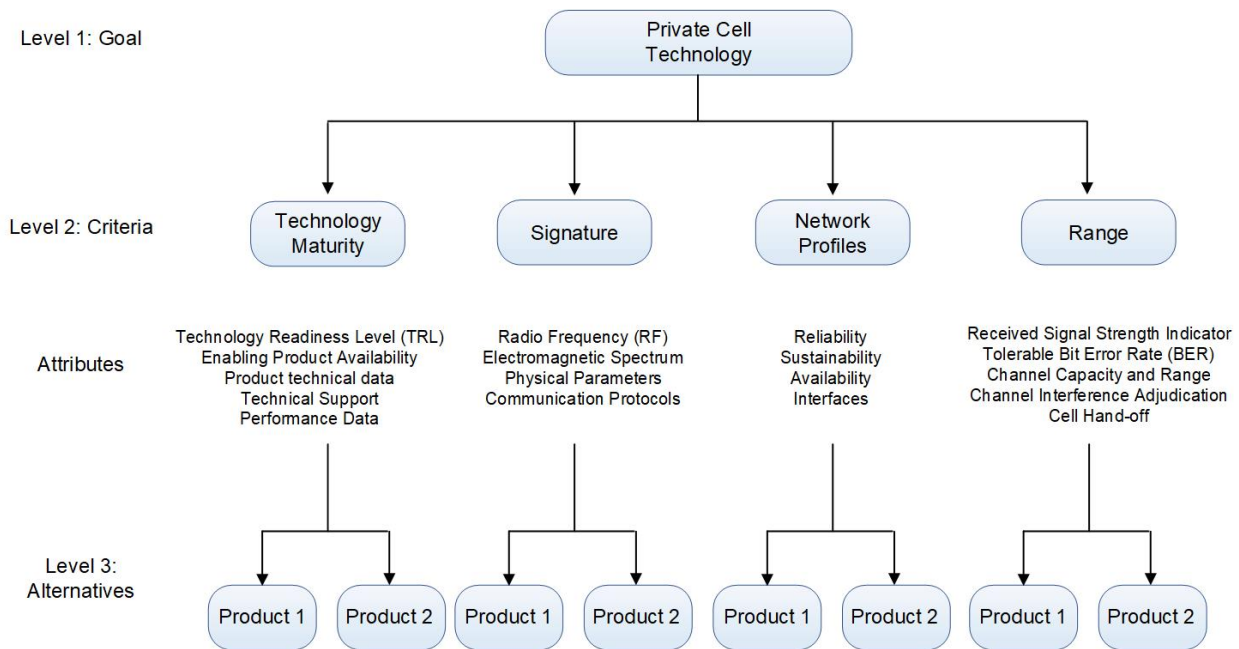 Level 1: Goal
Private Cell
Technology
Level 2: Criteria
Technology
Maturity
Signature
Network
Profiles
Range
Attributes
Technology Readiness Level (TRL)
Enabling Product Availability
Product technical data
Technical Support
Performance Data
Radio Frequency (RF)
Electromagnetic Spectrum
Physical Parameters
Communication Protocols
Reliability
Sustainability
Availability
Interfaces
Received Signal Strength Indicator
Tolerable Bit Error Rate (BER)
Channel Capacity and Range
Channel Interference Adjudication
Cell Hand-off
Level 3:
Alternatives
Product 1
Product 2
Product 1
Product 2
Product 1
Product 2
Product 1
Product 2